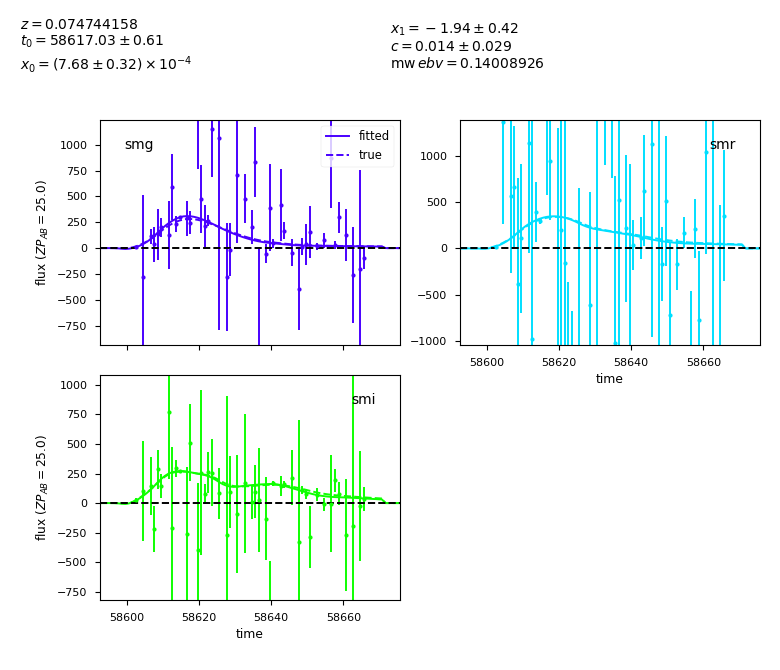 z = 0.074744158
t₀ = 58617.03 ± 0.61
x₀ = (7.68 ± 0.32) × 10⁻⁴
x₁ = −1.94 ± 0.42
c = 0.014 ± 0.029
mw ebv = 0.14008926
smg
fitted
true
1000
750
500
250
0
−250
−500
−750
flux (ZP_AB = 25.0)
smr
1000
500
0
−500
−1000
58600 58620 58640 58660
time
smi
1000
750
500
250
0
−250
−500
−750
flux (ZP_AB = 25.0)
58600 58620 58640 58660
time